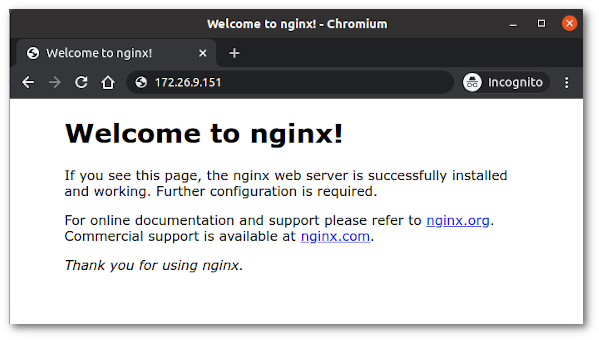 Welcome to nginx! - Chromium
Welcome to nginx!
172.26.9.151
Incognito
Welcome to nginx!
If you see this page, the nginx web server is successfully installed
and working. Further configuration is required.
For online documentation and support please refer to nginx.org.
Commercial support is available at nginx.com.
Thank you for using nginx.